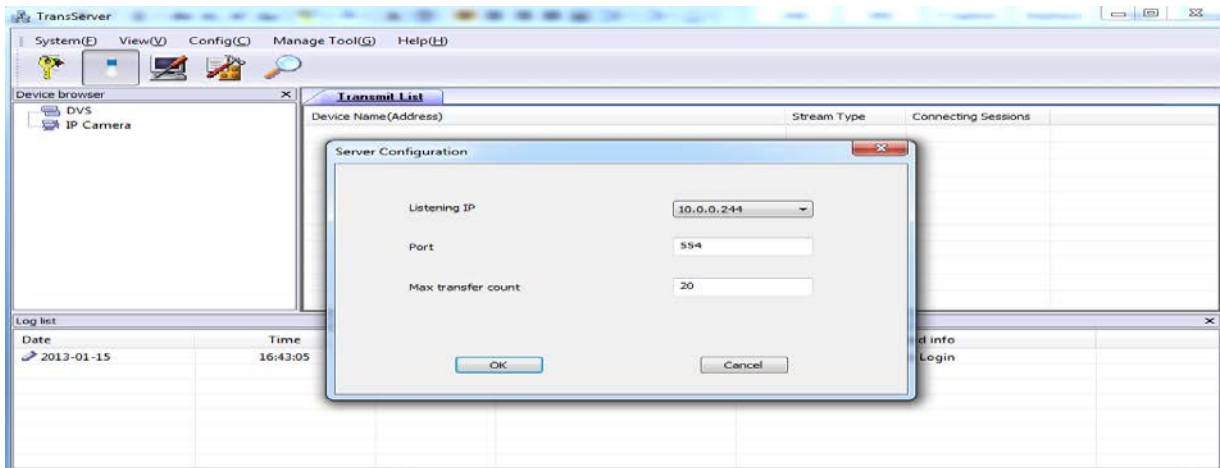 TransServer
System(F) View(V) Config(C) Manage Tool(G) Help(H)
Device browser
DVS
IP Camera
Transmit List
Device Name(Address) Stream Type Connecting Sessions
Server Configuration
Listening IP 10.0.0.244
Port 554
Max transfer count 20
OK Cancel
Log list
Date Time d info
2013-01-15 16:43:05 Login